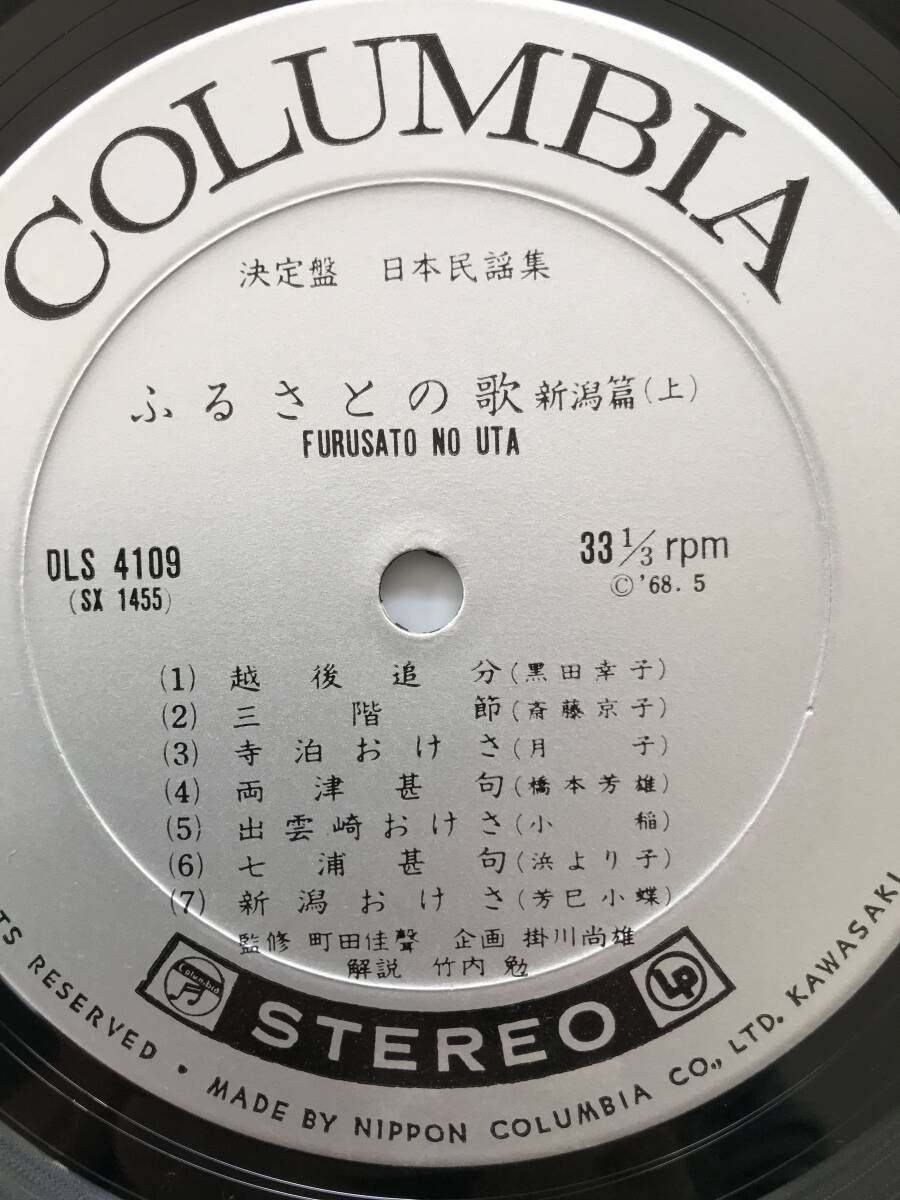 COLUMBIA
決定盤 日本民謡集
ふるさとの歌 新潟篇(上)
FURUSATO NO UTA
DLS 4109
(SX 1455)
33 1/3 rpm
©'68.5
(1) 越後追分(黒田幸子)
(2) 三階節(斎藤京子)
(3) 寺泊おけさ(月子)
(4) 両津甚句(橋本芳雄)
(5) 出雲崎おけさ(小稲)
(6) 七浦甚句(浜より子)
(7) 新潟おけさ(芳巳小蝶)
監修 町田佳聲 企画 掛川尚雄
解説 竹内勉
Columbia
STEREO
LP
RESERVED • MADE BY NIPPON COLUMBIA CO., LTD. KAWASAKI